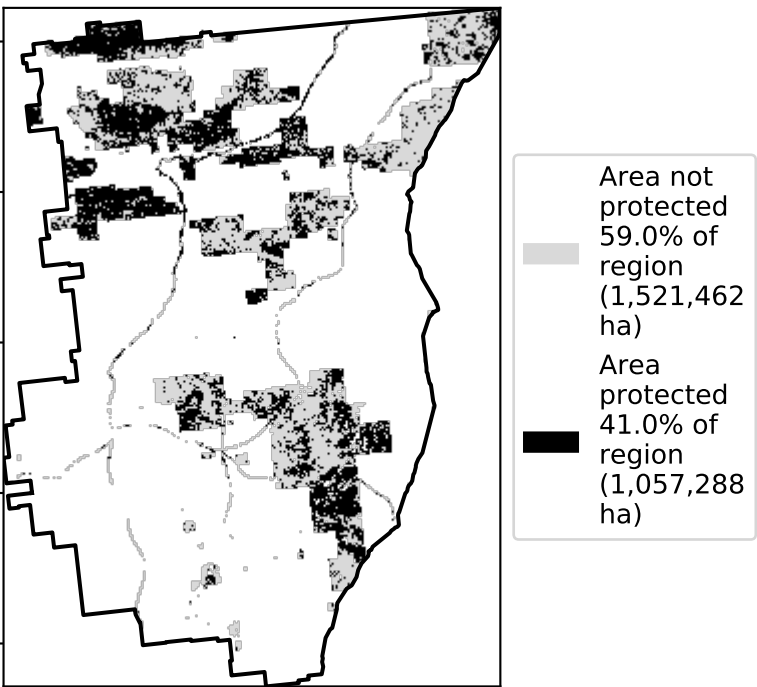 Area not
protected
59.0% of
region
(1,521,462
ha)
Area
protected
41.0% of
region
(1,057,288
ha)